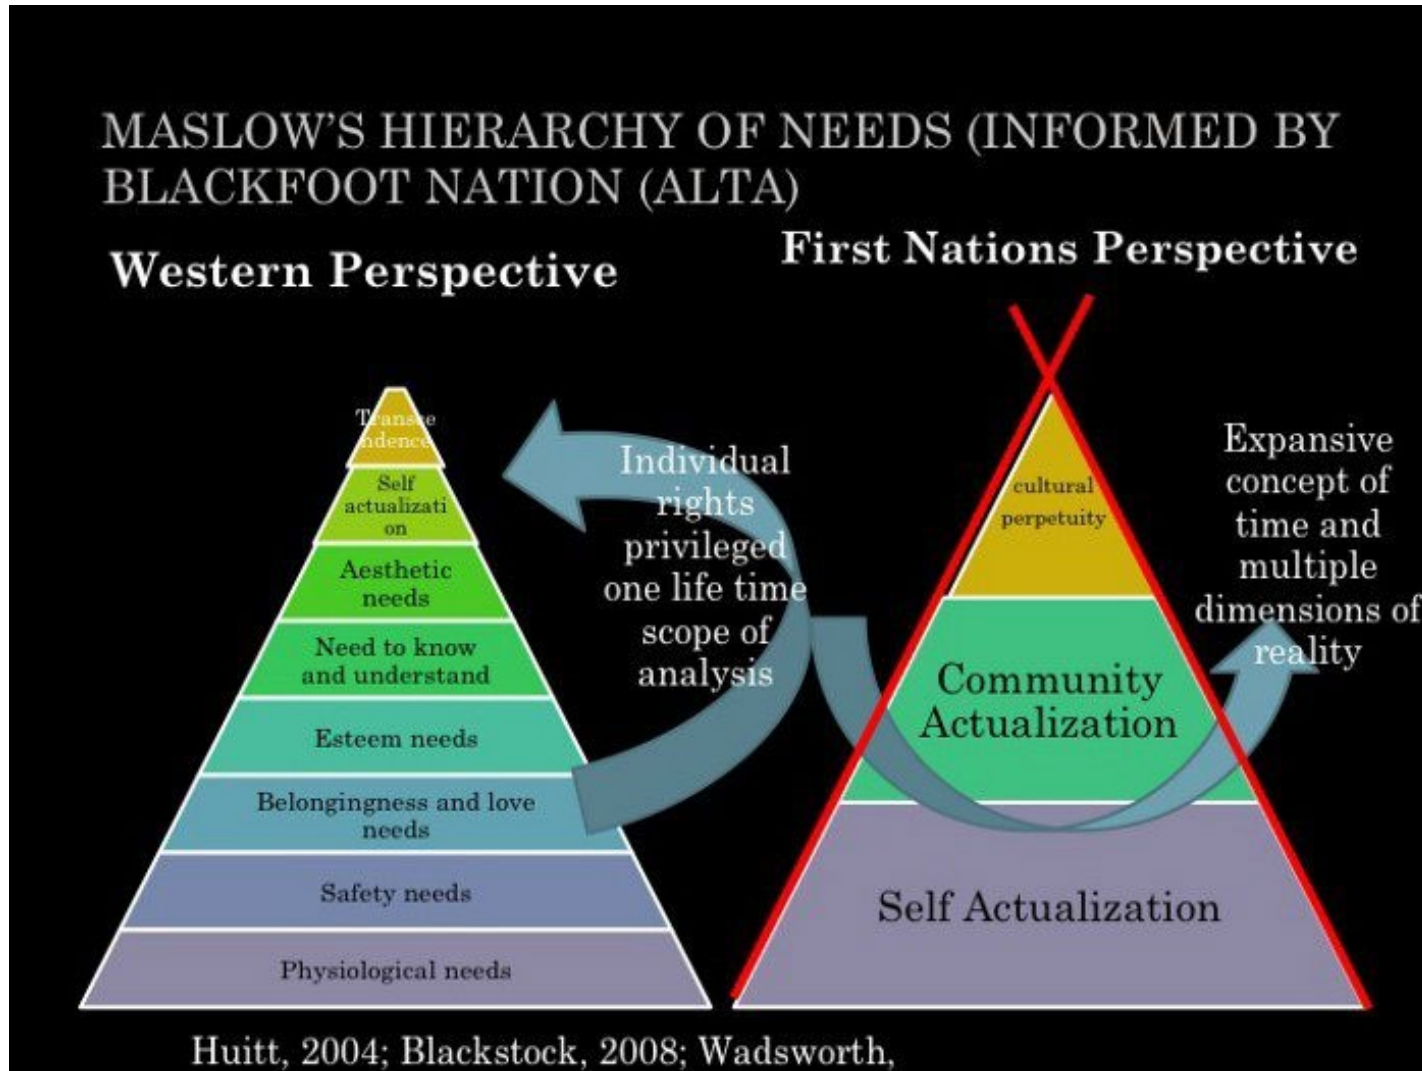 MASLOW'S HIERARCHY OF NEEDS (INFORMED BY
BLACKFOOT NATION (ALTA)
Western Perspective
First Nations Perspective
Transce
ndence
Self
actualizati
on
Aesthetic
needs
Need to know
and understand
Esteem needs
Belongingness and love
needs
Safety needs
Physiological needs
Individual
rights
privileged
one life time
scope of
analysis
cultural
perpetuity
Community
Actualization
Self Actualization
Expansive
concept of
time and
multiple
dimensions of
reality
Huitt, 2004; Blackstock, 2008; Wadsworth,